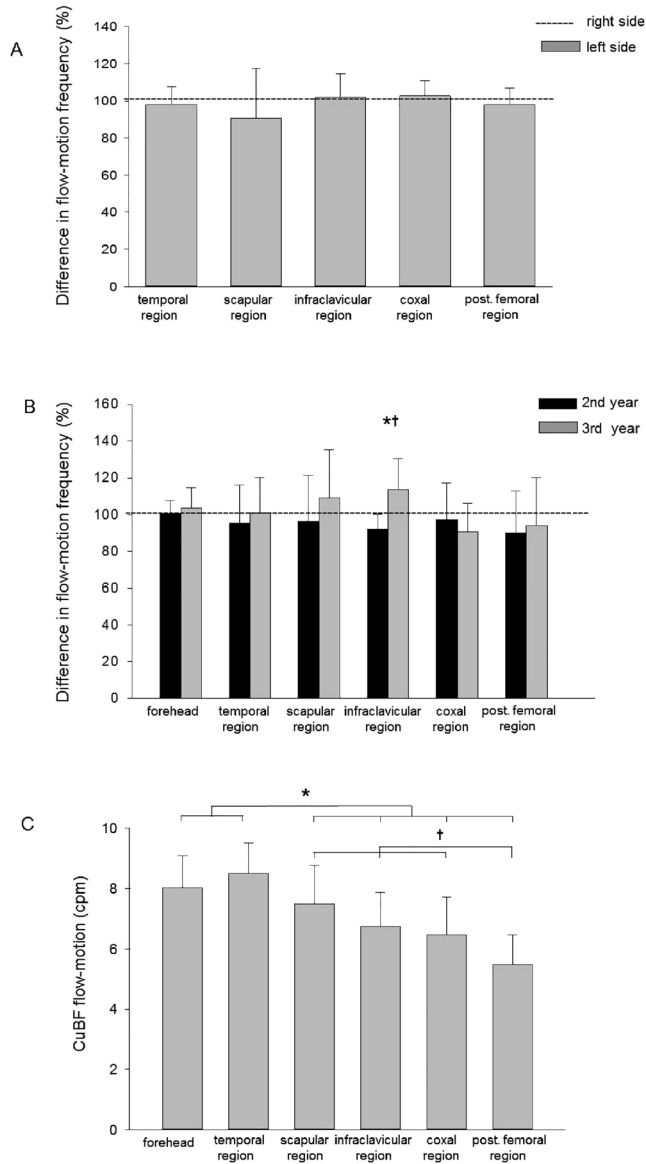 right side
left side
A
Difference in flow-motion frequency (%)
140
120
100
80
60
40
20
0
temporal region
scapular region
infraclavicular region
coxal region
post. femoral region
B
2nd year
3rd year
Difference in flow-motion frequency (%)
160
140
120
100
80
60
40
20
0
*†
forehead
temporal region
scapular region
infraclavicular region
coxal region
post. femoral region
C
*
†
CuBF flow-motion (cpm)
10
8
6
4
2
0
forehead
temporal region
scapular region
infraclavicular region
coxal region
post. femoral region